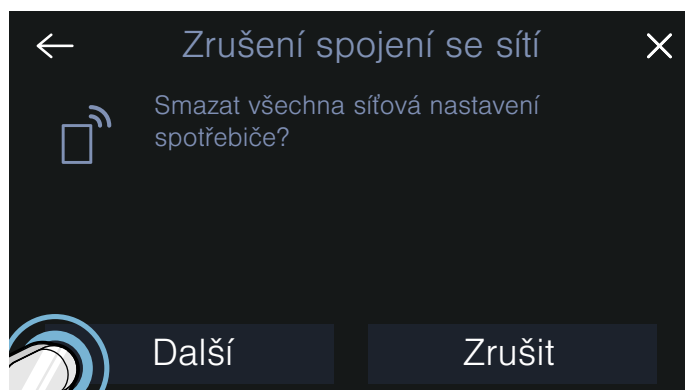 Zrušení spojení se sítí
Smazat všechna síťová nastavení
spotřebiče?
Další
Zrušit